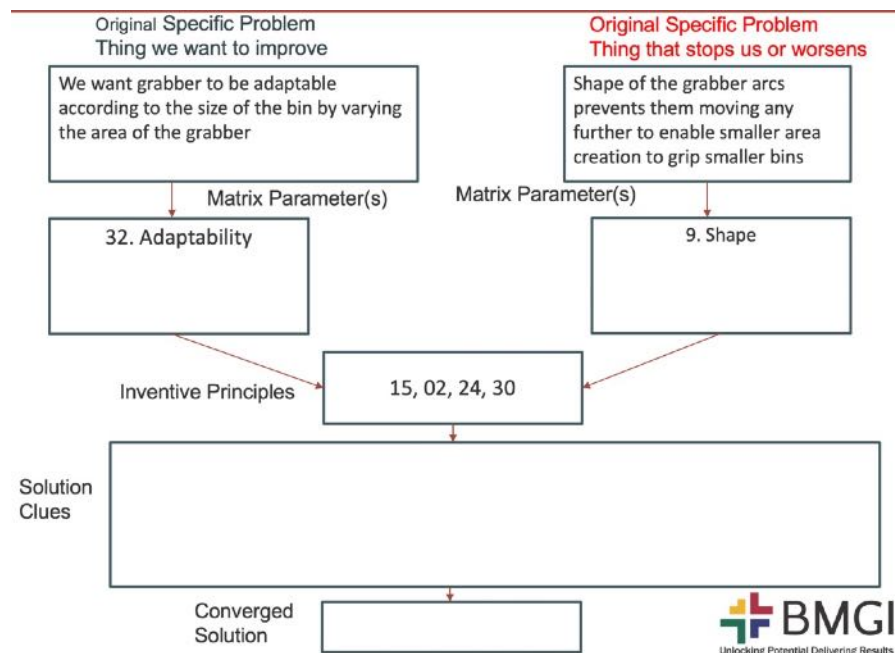 Original Specific Problem
Thing we want to improve
Original Specific Problem
Thing that stops us or worsens
We want grabber to be adaptable
according to the size of the bin by varying
the area of the grabber
Shape of the grabber arcs
prevents them moving any
further to enable smaller area
creation to grip smaller bins
Matrix Parameter(s)
Matrix Parameter(s)
32. Adaptability
9. Shape
Inventive Principles
15, 02, 24, 30
Solution
Clues
Converged
Solution
BMGI
Unlocking Potential Delivering Results